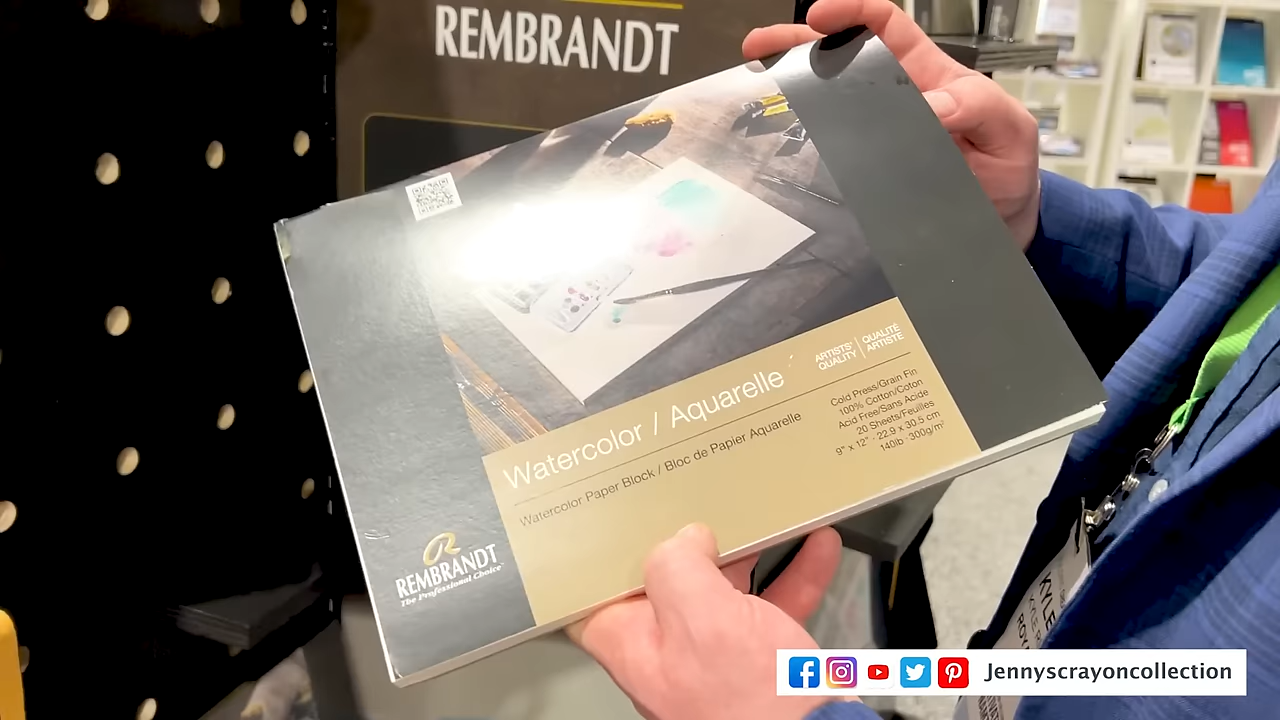 REMBRANDT
ARTISTS' QUALITY
QUALITÉ ARTISTE
Watercolor / Aquarelle
Watercolor Paper Block / Bloc de Papier Aquarelle
Cold Press/Grain Fin
100% Cotton/Coton
Acid Free/Sans Acide
20 Sheets/Feuilles
9" x 12" · 22.9 x 30.5 cm
140lb · 300g/m²
REMBRANDT
The Professional Choice
KYLE
Jennyscrayoncollection